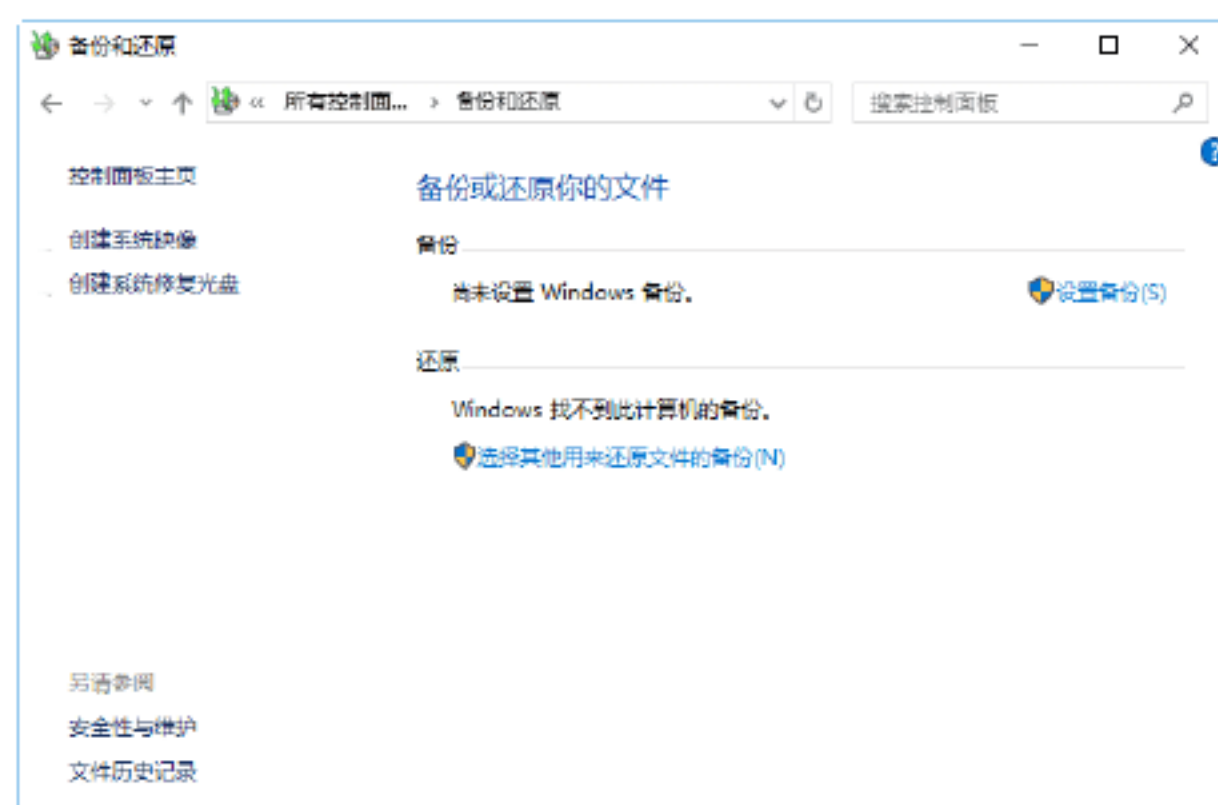 备份和还原
« 所有控制面... › 备份和还原
搜索控制面板
控制面板主页
创建系统映像
创建系统修复光盘
备份或还原你的文件
备份
尚未设置 Windows 备份。
设置备份(S)
还原
Windows 找不到此计算机的备份。
选择其他用来还原文件的备份(N)
另请参阅
安全性与维护
文件历史记录